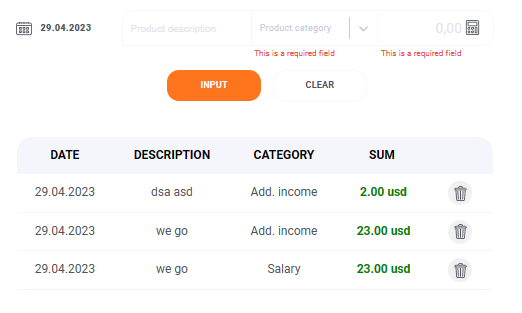 29.04.2023 Product description Product category 0,00
This is a required field This is a required field
INPUT CLEAR
DATE DESCRIPTION CATEGORY SUM
29.04.2023 dsa asd Add. income 2.00 usd
29.04.2023 we go Add. income 23.00 usd
29.04.2023 we go Salary 23.00 usd